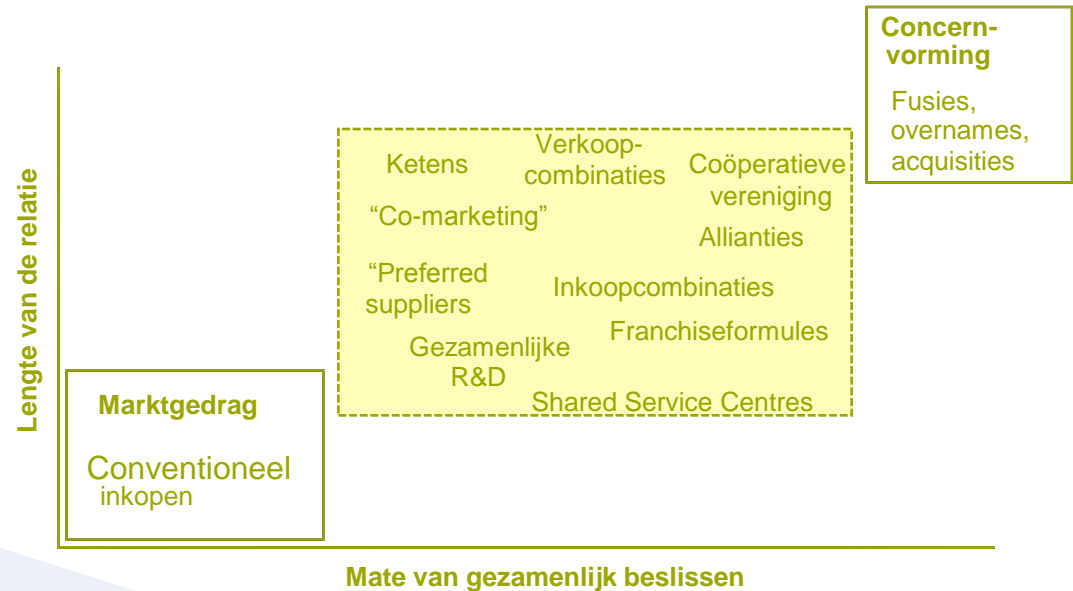 Concern-
vorming
Fusies,
overnames,
acquisities
Lengte van de relatie
Ketens
Verkoop-
combinaties
Coöperatieve
vereniging
“Co-marketing”
Allianties
“Preferred
suppliers
Inkoopcombinaties
Franchiseformules
Gezamenlijke
R&D
Shared Service Centres
Marktgedrag
Conventioneel
inkopen
Mate van gezamenlijk beslissen